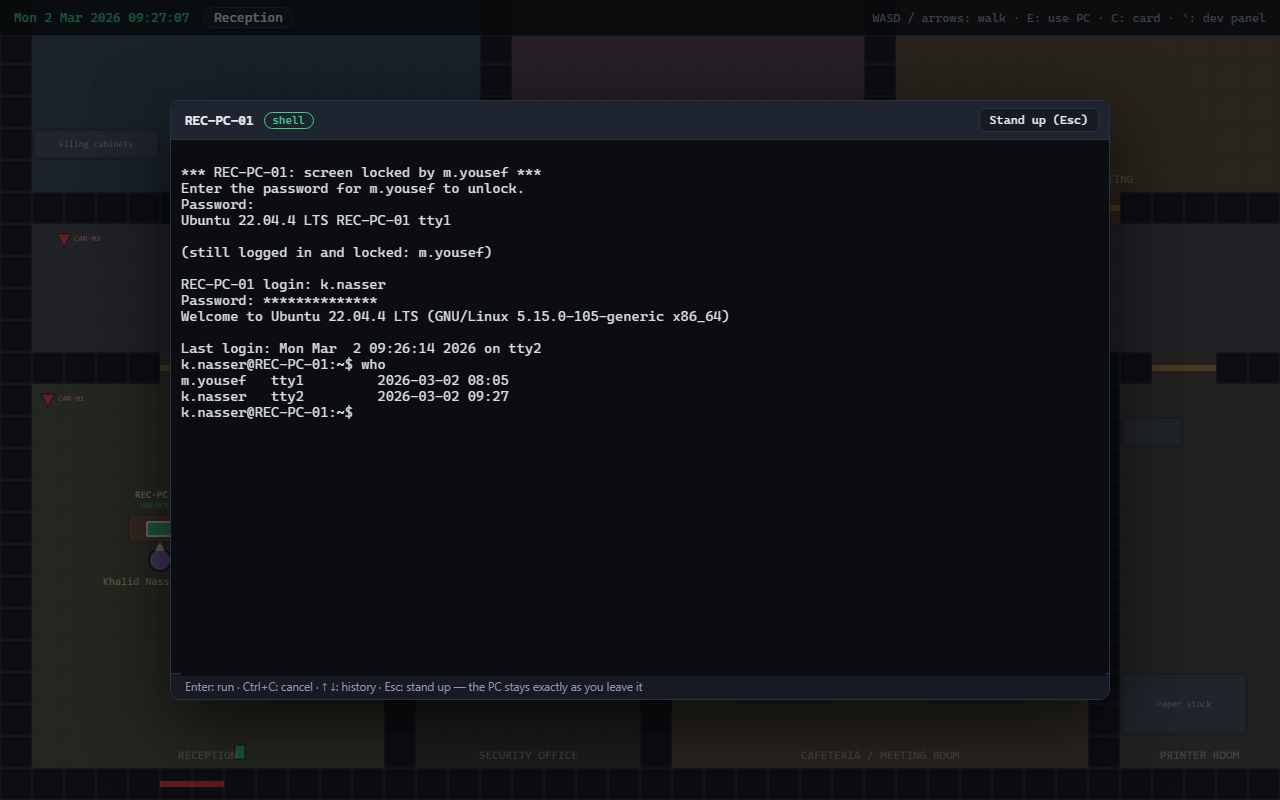 Mon 2 Mar 2026 09:27:07 Reception WASD / arrows: walk · E: use PC · C: card · `: dev panel
Filing cabinets
TING
CAM-02
CAM-01
REC-PC-01 shell Stand up (Esc)
*** REC-PC-01: screen locked by m.yousef ***
Enter the password for m.yousef to unlock.
Password:
Ubuntu 22.04.4 LTS REC-PC-01 tty1
(still logged in and locked: m.yousef)
REC-PC-01 login: k.nasser
Password: **************
Welcome to Ubuntu 22.04.4 LTS (GNU/Linux 5.15.0-105-generic x86_64)
Last login: Mon Mar  2 09:26:14 2026 on tty2
k.nasser@REC-PC-01:~$ who
m.yousef   tty1         2026-03-02 08:05
k.nasser   tty2         2026-03-02 09:27
k.nasser@REC-PC-01:~$
REC-PC
UNLOCK
Khalid Nass
Enter: run · Ctrl+C: cancel · ↑ ↓: history · Esc: stand up — the PC stays exactly as you leave it
Paper stock
RECEPTION SECURITY OFFICE CAFETERIA / MEETING ROOM PRINTER ROOM